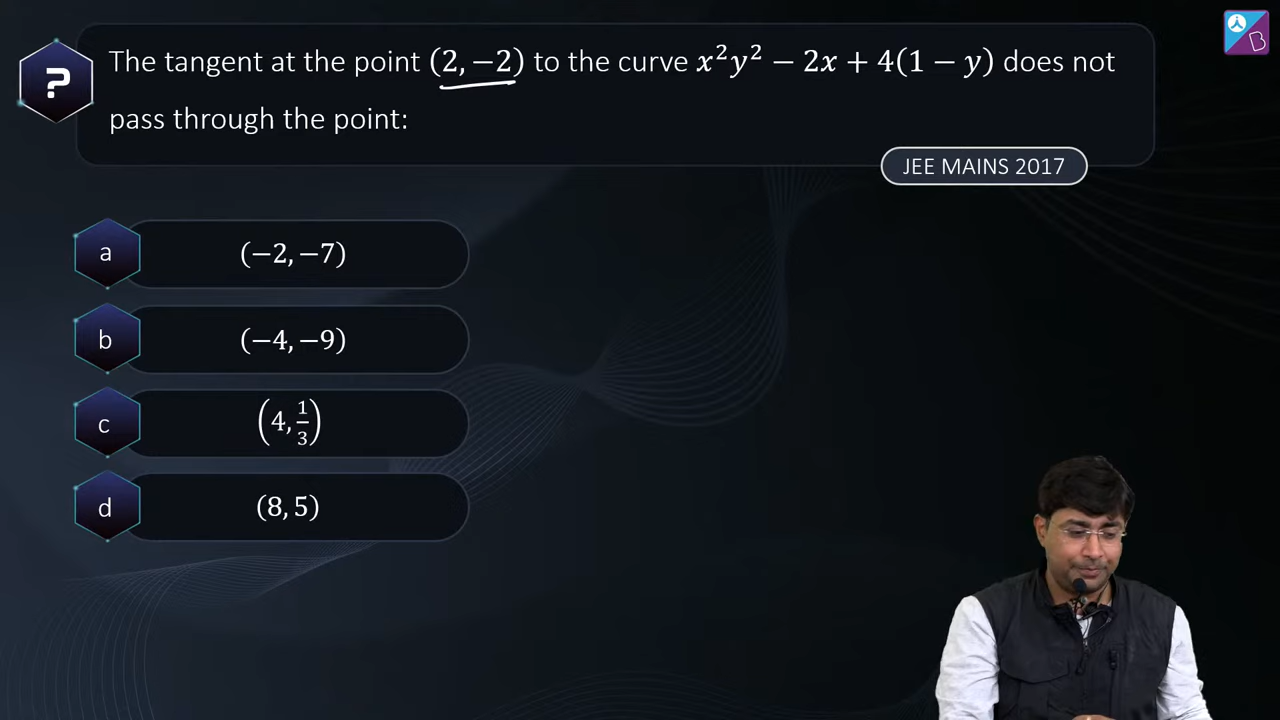 The tangent at the point (2, −2) to the curve x²y² − 2x + 4(1 − y) does not
pass through the point:
JEE MAINS 2017
a (−2, −7)
b (−4, −9)
c (4, 1/3)
d (8, 5)
?
B